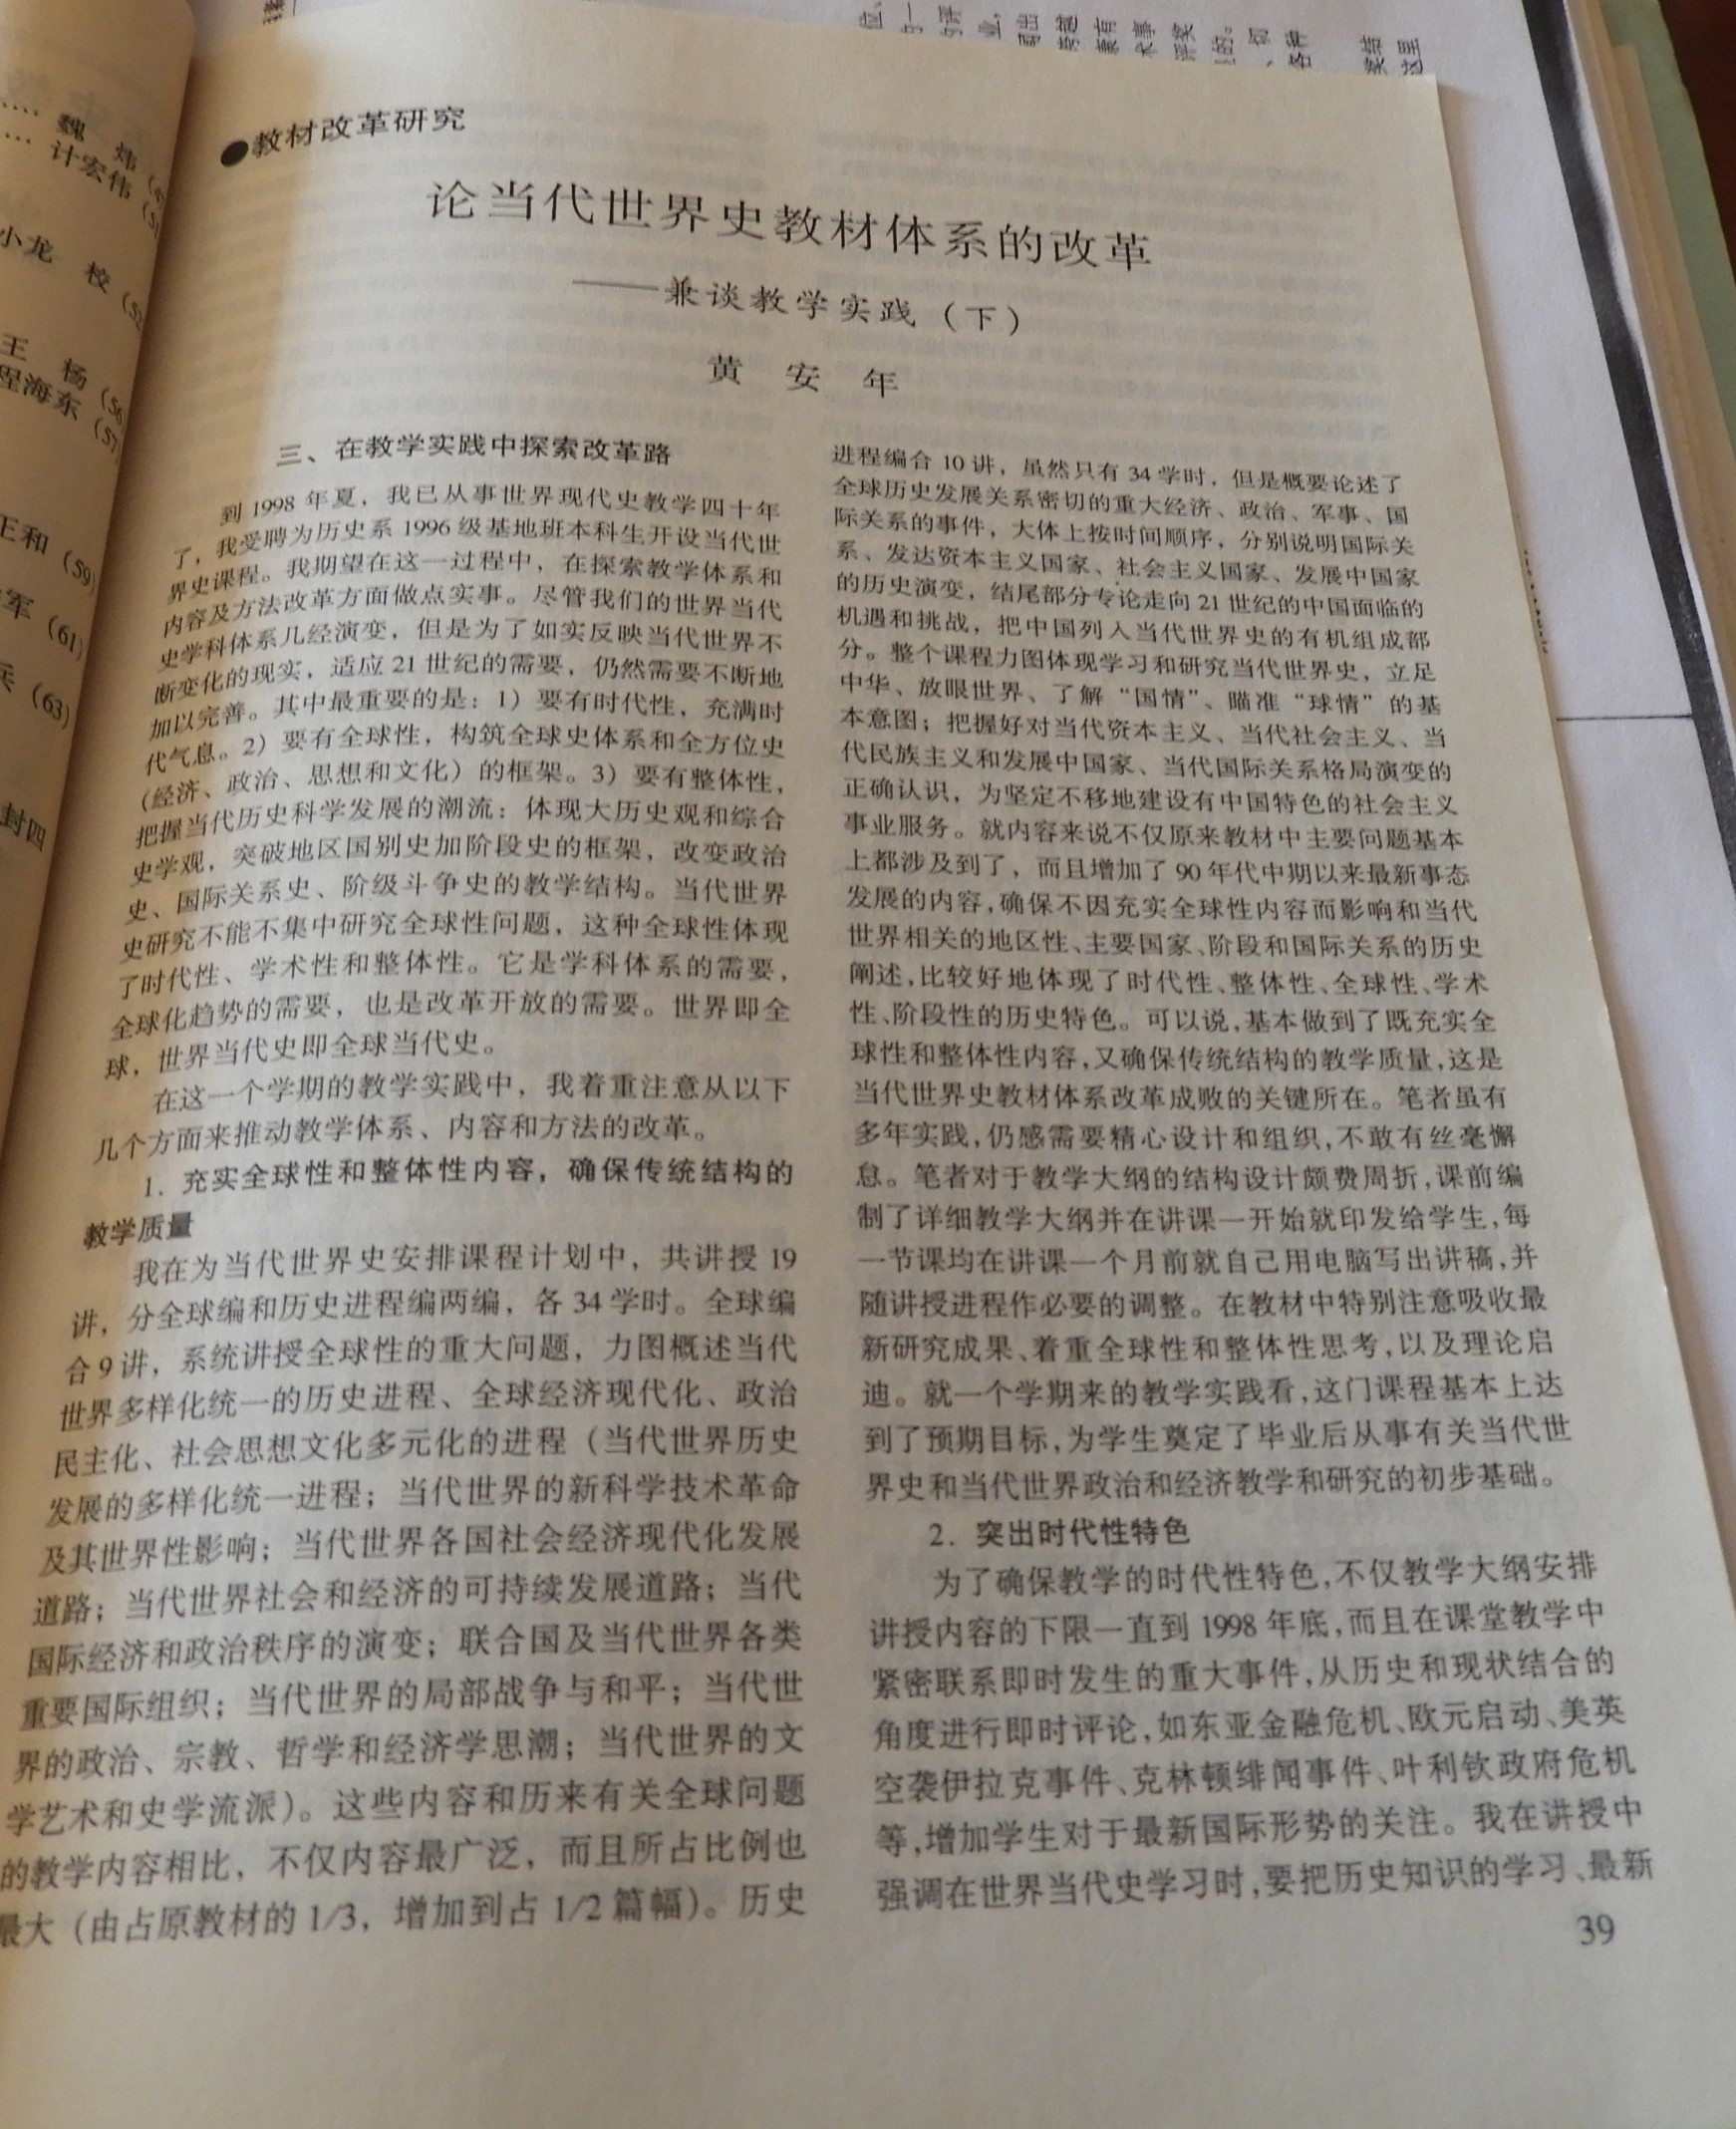 魏 炜
计宏伟
小龙 校 (52
王 杨 (56)
程海东 (57)
王和 (59)
军 (61)
兵 (63)
封四
●教材改革研究
论当代世界史教材体系的改革
——兼谈教学实践（下）
黄 安 年
三、在教学实践中探索改革路
到 1998 年夏，我已从事世界现代史教学四十年
了，我受聘为历史系 1996 级基地班本科生开设当代世
界史课程。我期望在这一过程中，在探索教学体系和
内容及方法改革方面做点实事。尽管我们的世界当代
史学科体系几经演变，但是为了如实反映当代世界不
断变化的现实，适应 21 世纪的需要，仍然需要不断地
加以完善。其中最重要的是：1）要有时代性，充满时
代气息。2）要有全球性，构筑全球史体系和全方位史
（经济、政治、思想和文化）的框架。3）要有整体性，
把握当代历史科学发展的潮流：体现大历史观和综合
史学观，突破地区国别史加阶段史的框架，改变政治
史、国际关系史、阶级斗争史的教学结构。当代世界
史研究不能不集中研究全球性问题，这种全球性体现
了时代性、学术性和整体性。它是学科体系的需要，
全球化趋势的需要，也是改革开放的需要。世界即全
球，世界当代史即全球当代史。
在这一个学期的教学实践中，我着重注意从以下
几个方面来推动教学体系、内容和方法的改革。
1. 充实全球性和整体性内容，确保传统结构的
教学质量
我在为当代世界史安排课程计划中，共讲授 19
讲，分全球编和历史进程编两编，各 34 学时。全球编
合 9 讲，系统讲授全球性的重大问题，力图概述当代
世界多样化统一的历史进程、全球经济现代化、政治
民主化、社会思想文化多元化的进程（当代世界历史
发展的多样化统一进程；当代世界的新科学技术革命
及其世界性影响；当代世界各国社会经济现代化发展
道路；当代世界社会和经济的可持续发展道路；当代
国际经济和政治秩序的演变；联合国及当代世界各类
重要国际组织；当代世界的局部战争与和平；当代世
界的政治、宗教、哲学和经济学思潮；当代世界的文
学艺术和史学流派）。这些内容和历来有关全球问题
的教学内容相比，不仅内容最广泛，而且所占比例也
最大（由占原教材的 1/3，增加到占 1/2 篇幅）。历史
进程编合 10 讲，虽然只有 34 学时，但是概要论述了
全球历史发展关系密切的重大经济、政治、军事、国
际关系的事件，大体上按时间顺序，分别说明国际关
系、发达资本主义国家、社会主义国家、发展中国家
的历史演变，结尾部分专论走向 21 世纪的中国面临的
机遇和挑战，把中国列入当代世界史的有机组成部
分。整个课程力图体现学习和研究当代世界史，立足
中华、放眼世界、了解“国情”、瞄准“球情”的基
本意图；把握好对当代资本主义、当代社会主义、当
代民族主义和发展中国家、当代国际关系格局演变的
正确认识，为坚定不移地建设有中国特色的社会主义
事业服务。就内容来说不仅原来教材中主要问题基本
上都涉及到了，而且增加了 90 年代中期以来最新事态
发展的内容，确保不因充实全球性内容而影响和当代
世界相关的地区性、主要国家、阶段和国际关系的历史
阐述，比较好地体现了时代性、整体性、全球性、学术
性、阶段性的历史特色。可以说，基本做到了既充实全
球性和整体性内容，又确保传统结构的教学质量，这是
当代世界史教材体系改革成败的关键所在。笔者虽有
多年实践，仍感需要精心设计和组织，不敢有丝毫懈
怠。笔者对于教学大纲的结构设计颇费周折，课前编
制了详细教学大纲并在讲课一开始就印发给学生，每
一节课均在讲课一个月前就自己用电脑写出讲稿，并
随讲授进程作必要的调整。在教材中特别注意吸收最
新研究成果、着重全球性和整体性思考，以及理论启
迪。就一个学期来的教学实践看，这门课程基本上达
到了预期目标，为学生奠定了毕业后从事有关当代世
界史和当代世界政治和经济教学和研究的初步基础。
2. 突出时代性特色
为了确保教学的时代性特色，不仅教学大纲安排
讲授内容的下限一直到 1998 年底，而且在课堂教学中
紧密联系即时发生的重大事件，从历史和现状结合的
角度进行即时评论，如东亚金融危机、欧元启动、美英
空袭伊拉克事件、克林顿绯闻事件、叶利钦政府危机
等，增加学生对于最新国际形势的关注。我在讲授中
强调在世界当代史学习时，要把历史知识的学习、最新
39